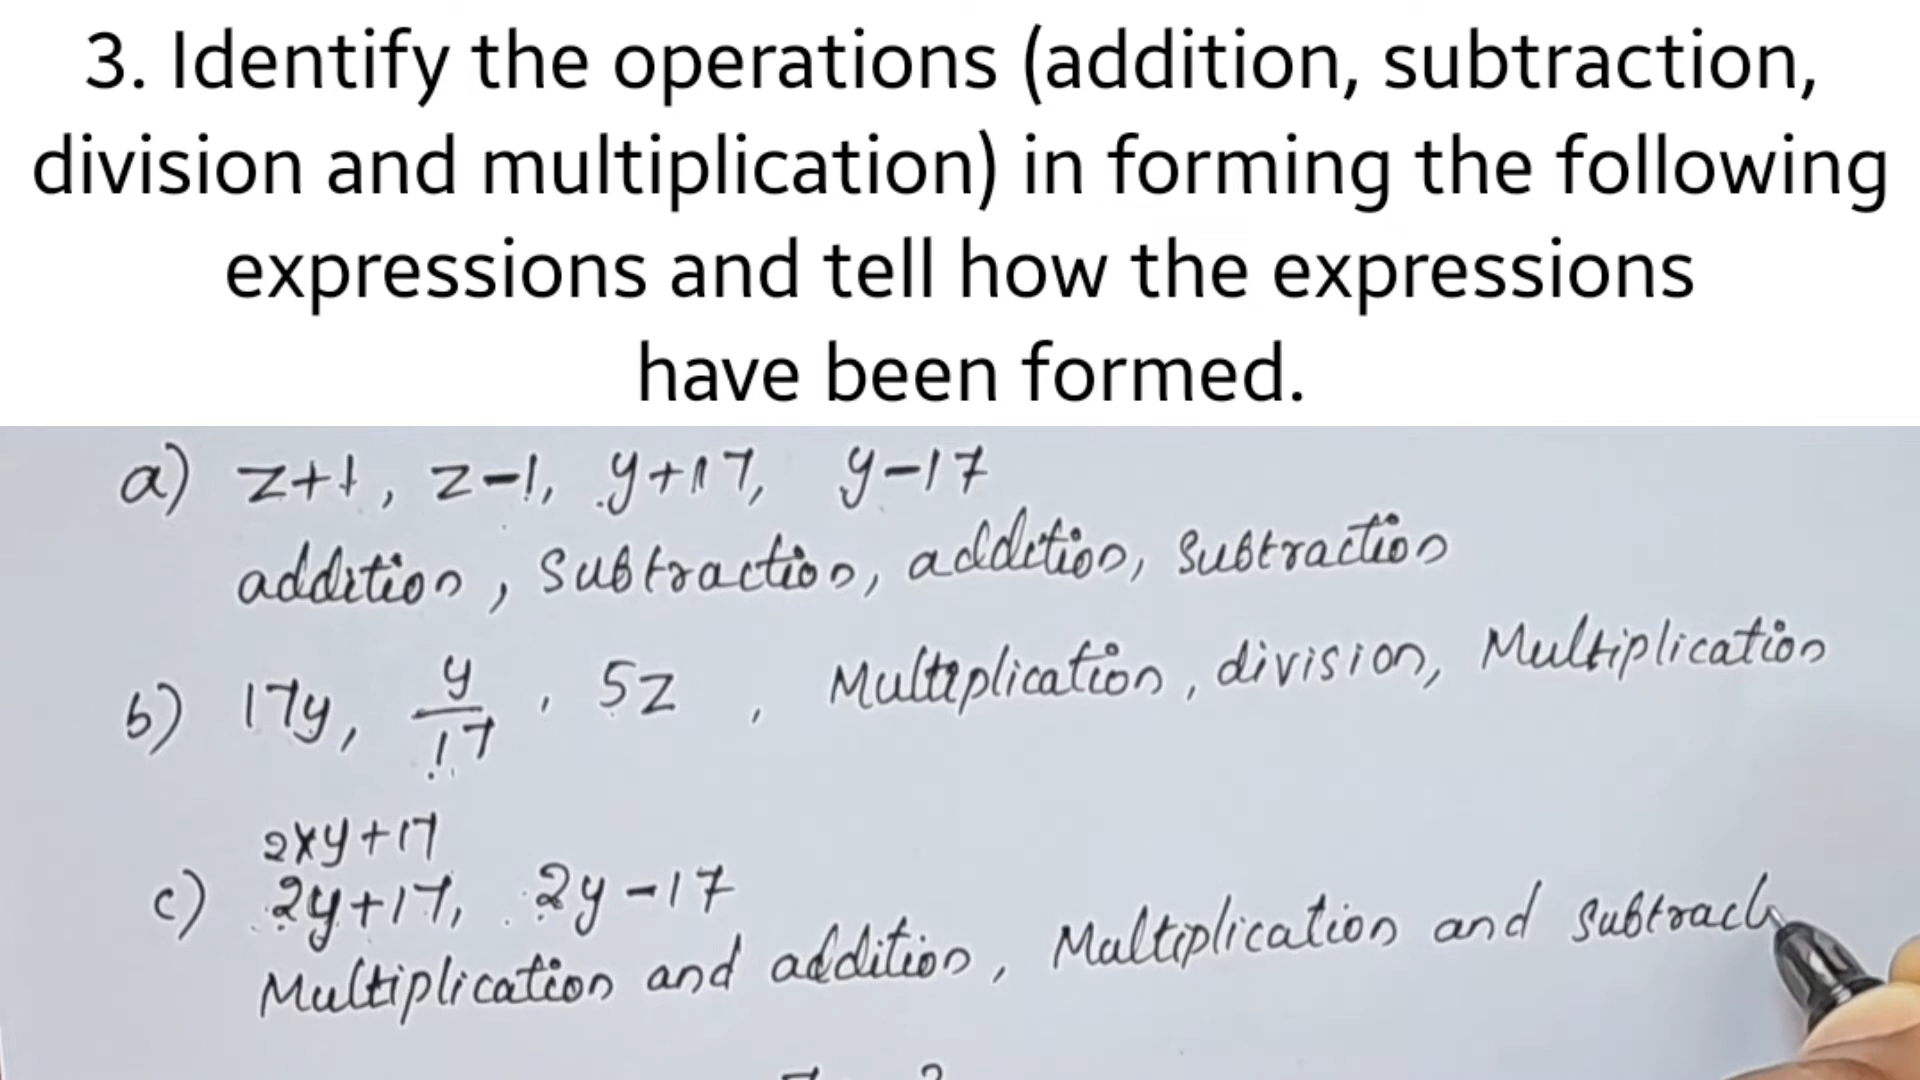 3. Identify the operations (addition, subtraction,
division and multiplication) in forming the following
expressions and tell how the expressions
have been formed.
a) z+1, z-1, y+17, y-17
addition, Subtraction, addition, Subtraction
b) 17y, y/17, 5z, Multiplication, division, Multiplication
2xy+17
c) 2y+17, 2y-17
Multiplication and addition, Multiplication and Subtract